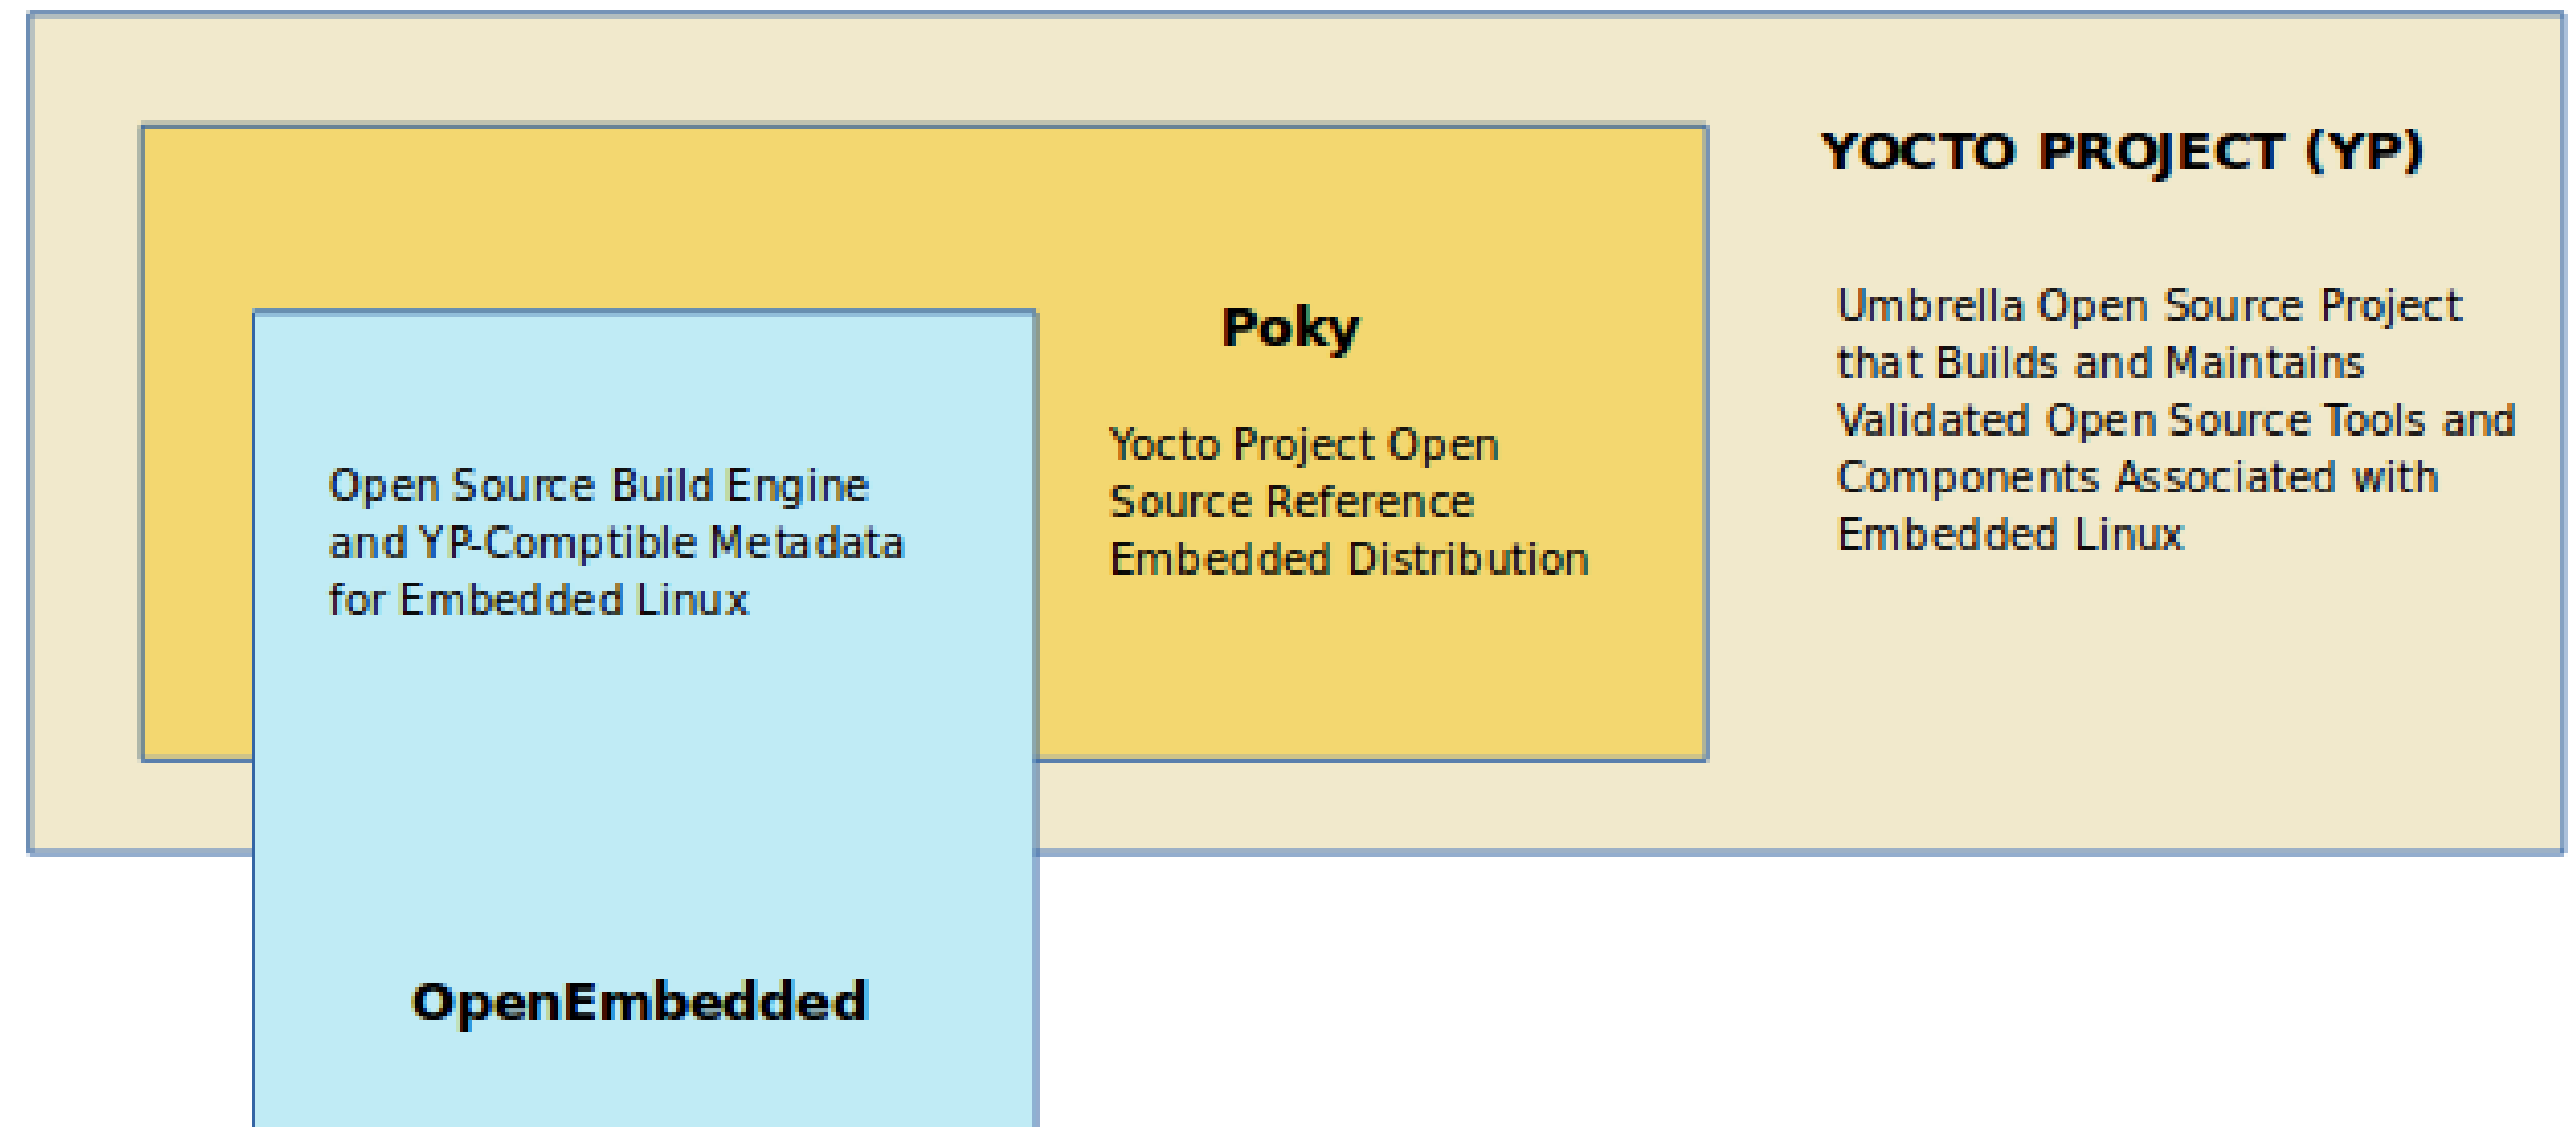 YOCTO PROJECT (YP)
Umbrella Open Source Project
that Builds and Maintains
Validated Open Source Tools and
Components Associated with
Embedded Linux
Poky
Yocto Project Open
Source Reference
Embedded Distribution
Open Source Build Engine
and YP-Comptible Metadata
for Embedded Linux
OpenEmbedded